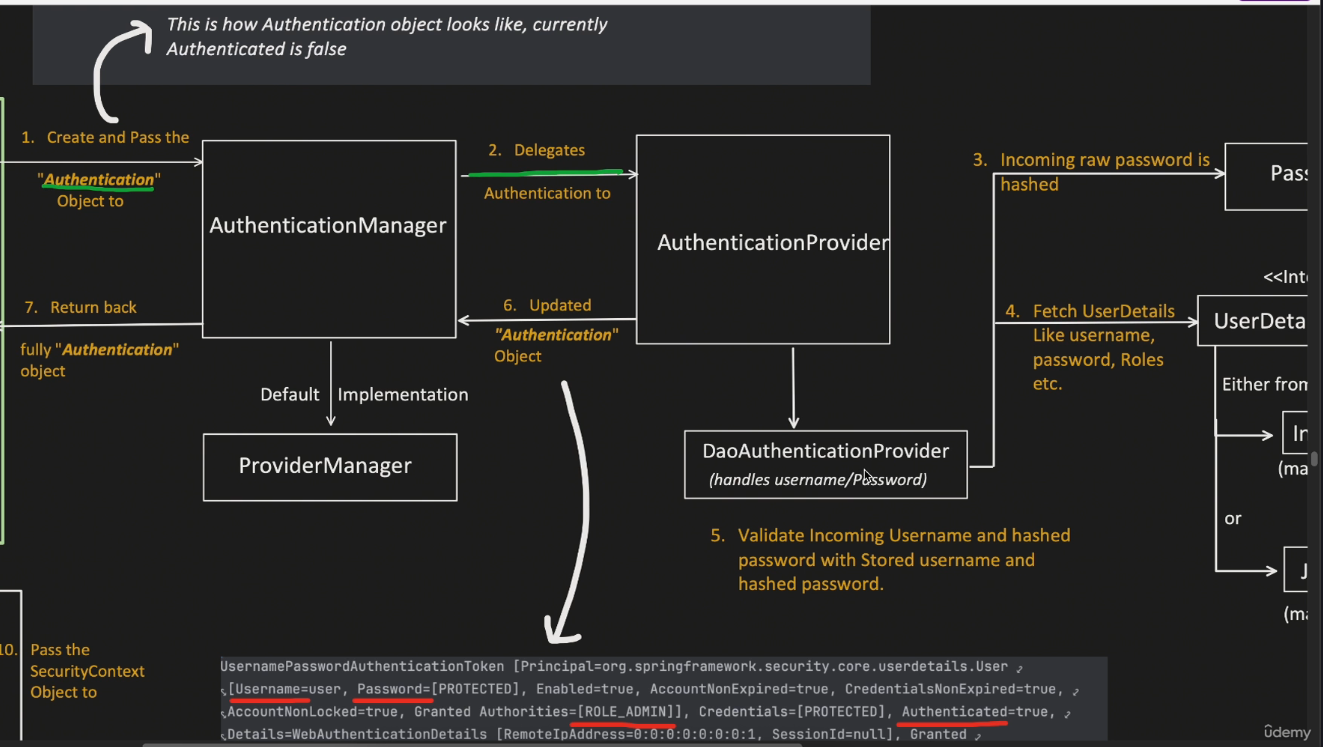 This is how Authentication object looks like, currently
Authenticated is false
1. Create and Pass the
"Authentication"
Object to
AuthenticationManager
2. Delegates
Authentication to
AuthenticationProvider
3. Incoming raw password is
hashed
4. Fetch UserDetails
Like username,
password, Roles
etc.
Either from
or
7. Return back
fully "Authentication"
object
6. Updated
"Authentication"
Object
Default Implementation
ProviderManager
DaoAuthenticationProvider
(handles username/Password)
5. Validate Incoming Username and hashed
password with Stored username and
hashed password.
10. Pass the
SecurityContext
Object to
UsernamePasswordAuthenticationToken [Principal=org.springframework.security.core.userdetails.User
[Username=user, Password=[PROTECTED], Enabled=true, AccountNonExpired=true, CredentialsNonExpired=true,
AccountNonLocked=true, Granted Authorities=[ROLE_ADMIN]], Credentials=[PROTECTED], Authenticated=true,
Details=WebAuthenticationDetails [RemoteIpAddress=0:0:0:0:0:0:0:1, SessionId=null], Granted
ûdemy